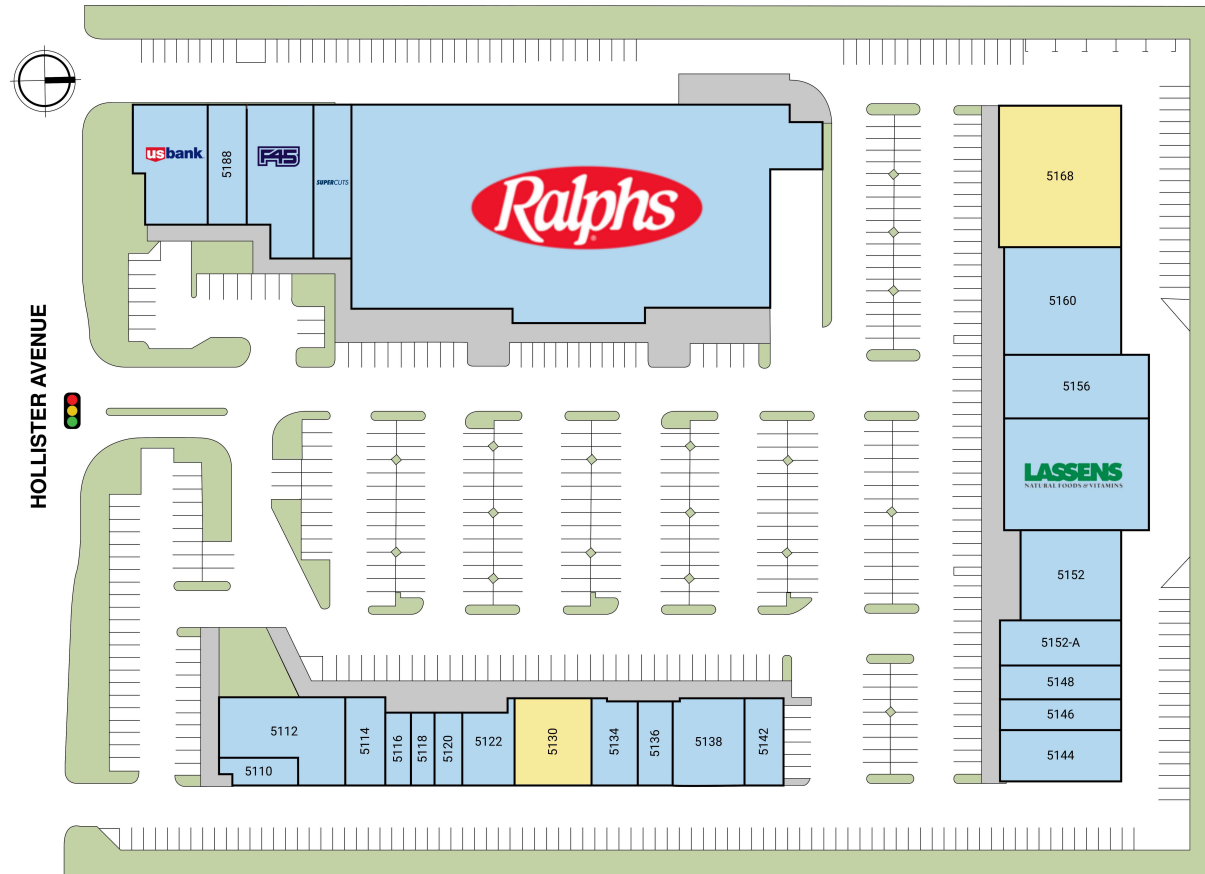 usbank
5188
F45
SUPERCUTS
Ralphs
5168
5160
5156
LASSENS
NATURAL FOODS & VITAMINS
5152
5152-A
5148
5146
5144
HOLLISTER AVENUE
5112
5110
5114
5116
5118
5120
5122
5130
5134
5136
5138
5142